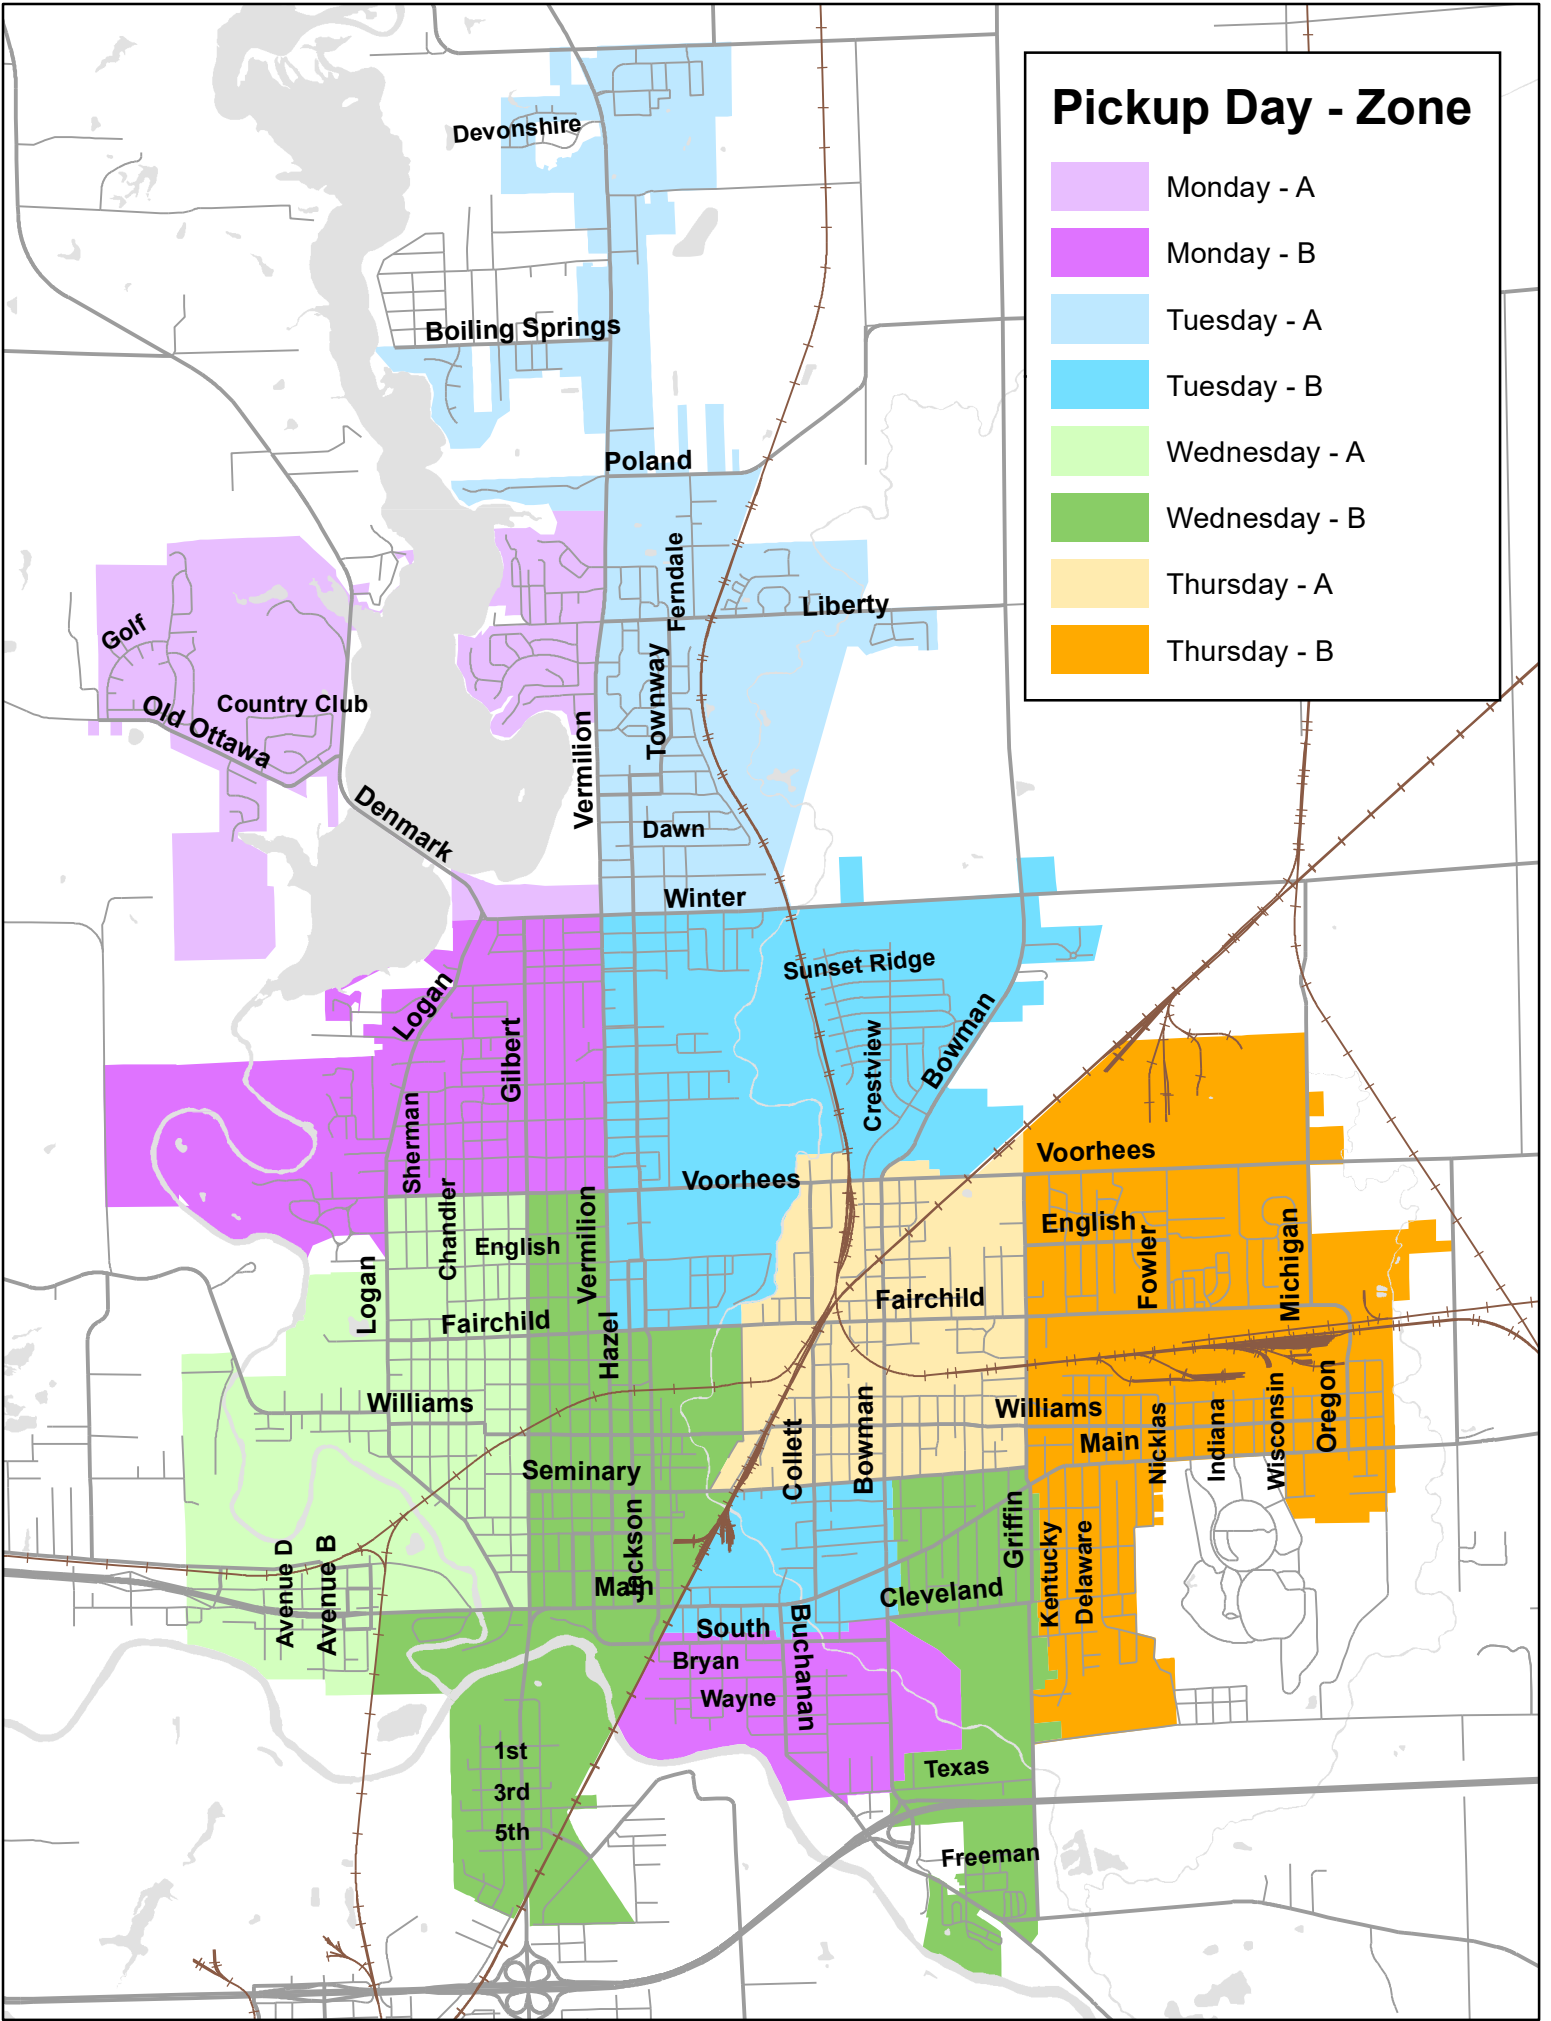 Pickup Day - Zone
Monday - A
Monday - B
Tuesday - A
Tuesday - B
Wednesday - A
Wednesday - B
Thursday - A
Thursday - B
Devonshire
Boiling Springs
Poland
Ferndale
Liberty
Golf
Townway
Country Club
Old Ottawa
Vermilion
Denmark
Dawn
Winter
Sunset Ridge
Logan
Gilbert
Crestview
Bowman
Sherman
Voorhees
Voorhees
Chandler
English
Vermilion
English
Fowler
Michigan
Logan
Fairchild
Hazel
Fairchild
Williams
Williams
Main
Collett
Bowman
Nicklas
Indiana
Wisconsin
Oregon
Seminary
Jackson
Griffin
Kentucky
Delaware
Avenue D
Avenue B
Main
Cleveland
South
Buchanan
Bryan
Wayne
1st
3rd
5th
Texas
Freeman